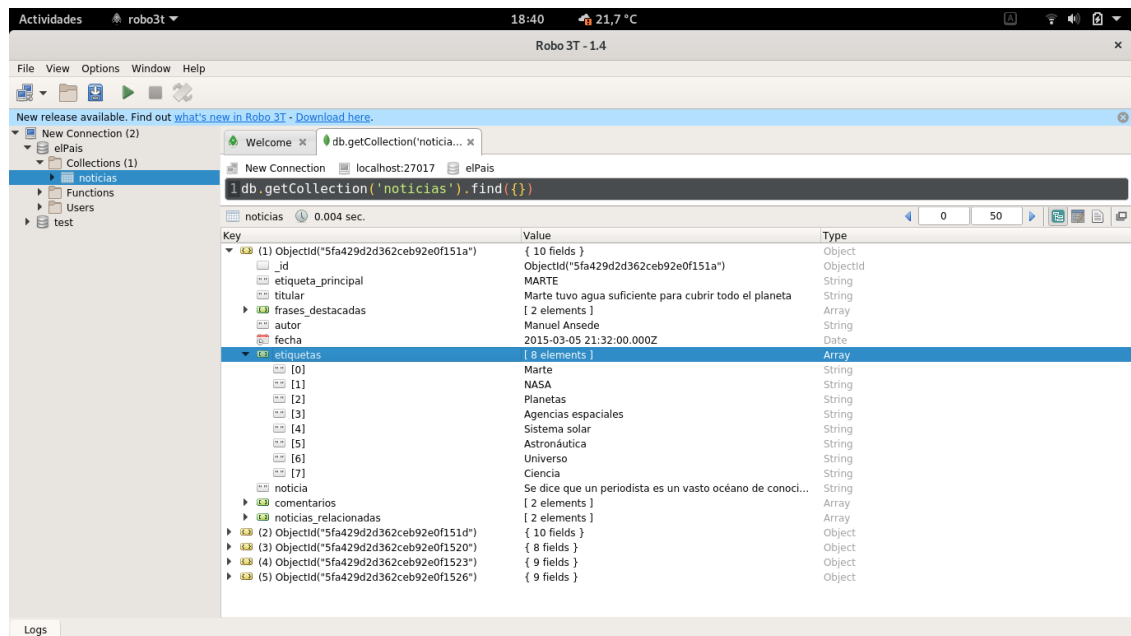 Actividades robo3t 18:40 21,7 °C A
Robo 3T - 1.4
File View Options Window Help
New release available. Find out what's new in Robo 3T - Download here.
New Connection (2)
elPais
Collections (1)
noticias
Functions
Users
test
Welcome db.getCollection('noticia...
New Connection localhost:27017 elPais
1 db.getCollection('noticias').find({})
noticias 0.004 sec. 0 50
Key Value Type
(1) ObjectId("5fa429d2d362ceb92e0f151a") { 10 fields } Object
_id ObjectId("5fa429d2d362ceb92e0f151a") ObjectId
etiqueta_principal MARTE String
titular Marte tuvo agua suficiente para cubrir todo el planeta String
frases_destacadas [ 2 elements ] Array
autor Manuel Ansede String
fecha 2015-03-05 21:32:00.000Z Date
etiquetas [ 8 elements ] Array
[0] Marte String
[1] NASA String
[2] Planetas String
[3] Agencias espaciales String
[4] Sistema solar String
[5] Astronáutica String
[6] Universo String
[7] Ciencia String
noticia Se dice que un periodista es un vasto océano de conoci... String
comentarios [ 2 elements ] Array
noticias_relacionadas [ 2 elements ] Array
(2) ObjectId("5fa429d2d362ceb92e0f151d") { 10 fields } Object
(3) ObjectId("5fa429d2d362ceb92e0f1520") { 8 fields } Object
(4) ObjectId("5fa429d2d362ceb92e0f1523") { 9 fields } Object
(5) ObjectId("5fa429d2d362ceb92e0f1526") { 9 fields } Object
Logs